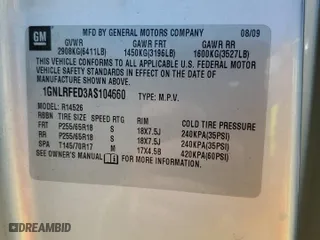 GM
MFD BY GENERAL MOTORS COMPANY 08/09
GVWR GAWR FRT GAWR RR
2908KG(6411LB) 1450KG(3196LB) 1600KG(3527LB)
THIS VEHICLE CONFORMS TO ALL APPLICABLE U.S. FEDERAL MOTOR
VEHICLE SAFETY STANDARDS IN EFFECT ON THE DATE OF
MANUFACTURE SHOWN ABOVE.
1GNLRFED3AS104660 TYPE: M.P.V.
MODEL: R14526
RBBN TIRE SIZE SPEED RTG RIM COLD TIRE PRESSURE
FRT P255/65R18 S 18X7.5J 240KPA(35PSI)
RR P255/65R18 S 18X7.5J 240KPA(35PSI)
SPA T145/70R17 M 17X4.5B 420KPA(60PSI)
SEE OWNER'S MANUAL FOR MORE INFORMATION.
DEALERSHIP.COM